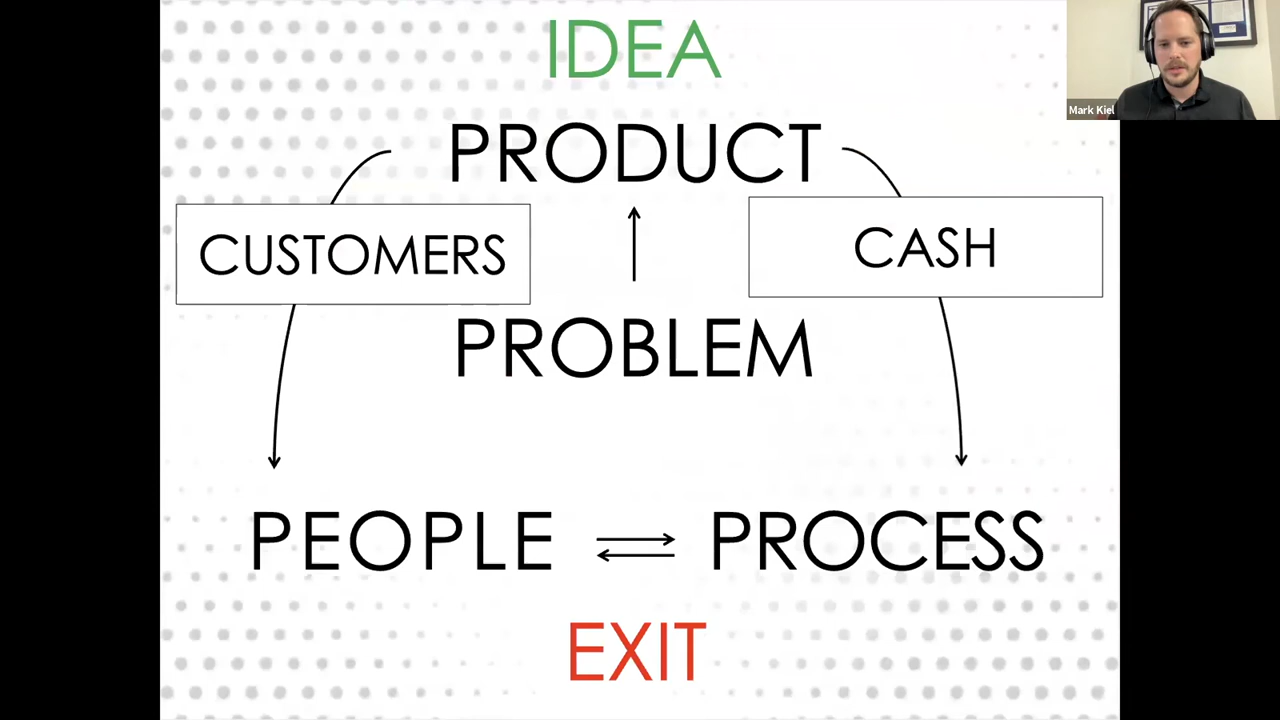 IDEA
PRODUCT
CUSTOMERS
CASH
PROBLEM
PEOPLE
PROCESS
EXIT
Mark Kiel